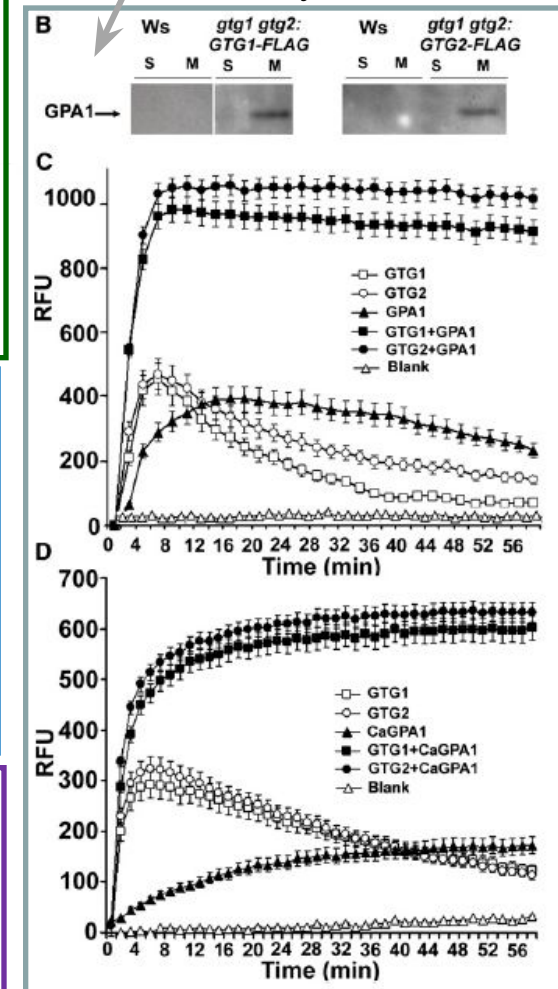 B
Ws gtg1 gtg2: Ws gtg1 gtg2:
GTG1-FLAG GTG2-FLAG
S M S M S M S M
GPA1
C
RFU
1000
800
600
400
200
0
GTG1
GTG2
GPA1
GTG1+GPA1
GTG2+GPA1
Blank
0 4 8 12 16 20 24 28 32 36 40 44 48 52 56
Time (min)
D
RFU
700
600
500
400
300
200
100
0
GTG1
GTG2
CaGPA1
GTG1+CaGPA1
GTG2+CaGPA1
Blank
0 4 8 12 16 20 24 28 32 36 40 44 48 52 56
Time (min)